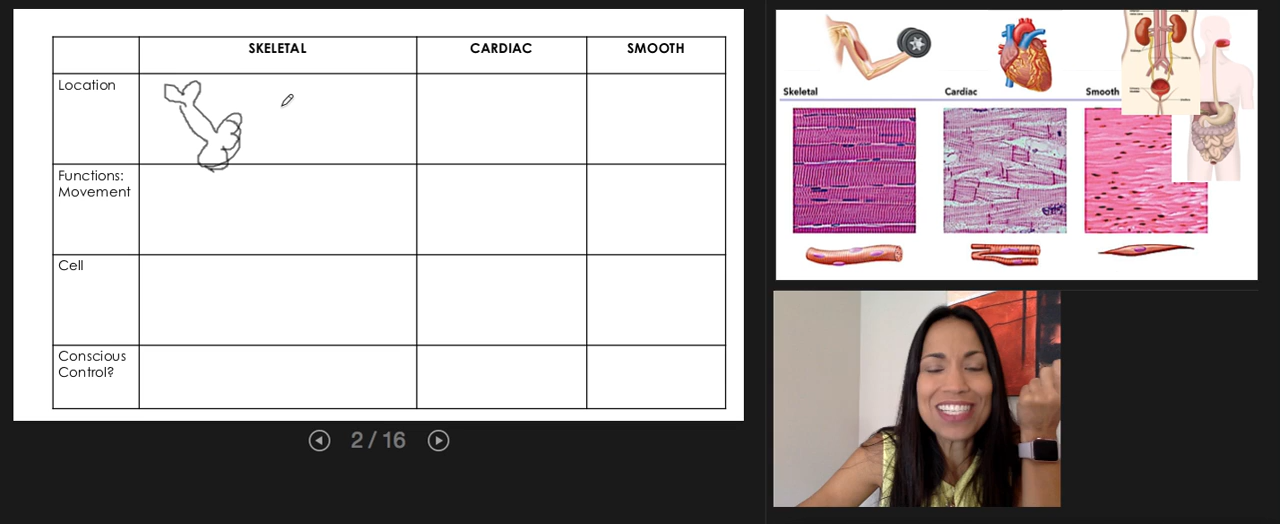 SKELETAL CARDIAC SMOOTH
Location
Functions:
Movement
Cell
Conscious
Control?
2 / 16
Skeletal Cardiac Smooth